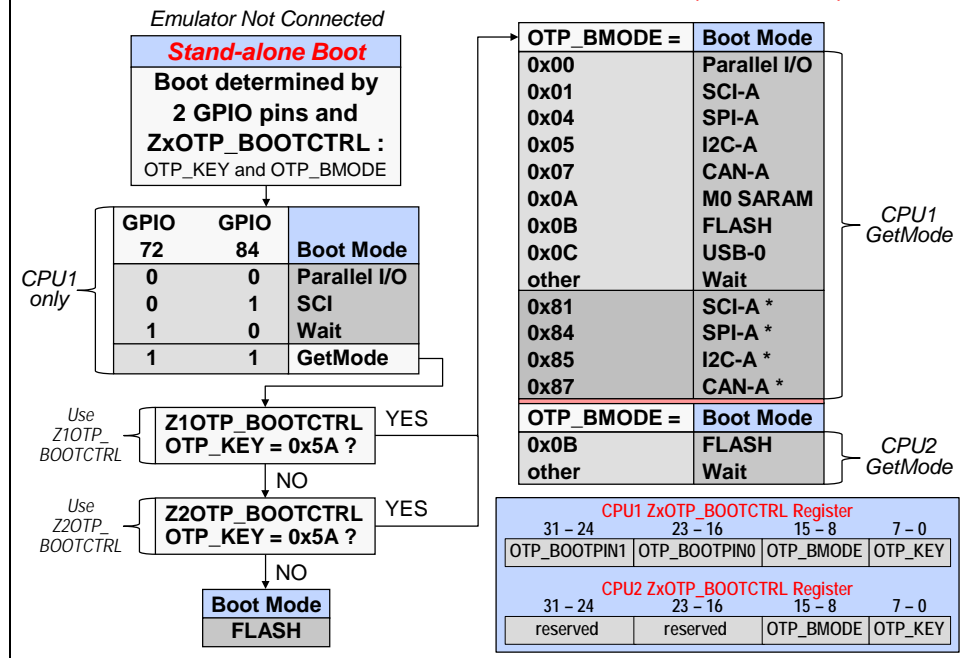 Emulator Not Connected
Stand-alone Boot
Boot determined by
2 GPIO pins and
ZxOTP_BOOTCTRL :
OTP_KEY and OTP_BMODE
CPU1
only
GPIO GPIO
72 84 Boot Mode
0 0 Parallel I/O
0 1 SCI
1 0 Wait
1 1 GetMode
Use
Z1OTP_
BOOTCTRL
Z1OTP_BOOTCTRL
OTP_KEY = 0x5A ?
YES
NO
Use
Z2OTP_
BOOTCTRL
Z2OTP_BOOTCTRL
OTP_KEY = 0x5A ?
YES
NO
Boot Mode
FLASH
OTP_BMODE = Boot Mode
0x00 Parallel I/O
0x01 SCI-A
0x04 SPI-A
0x05 I2C-A
0x07 CAN-A
0x0A M0 SARAM
0x0B FLASH
0x0C USB-0
other Wait
0x81 SCI-A *
0x84 SPI-A *
0x85 I2C-A *
0x87 CAN-A *
CPU1
GetMode
OTP_BMODE = Boot Mode
0x0B FLASH
other Wait
CPU2
GetMode
CPU1 ZxOTP_BOOTCTRL Register
31 – 24 23 – 16 15 – 8 7 – 0
OTP_BOOTPIN1 OTP_BOOTPIN0 OTP_BMODE OTP_KEY
CPU2 ZxOTP_BOOTCTRL Register
31 – 24 23 – 16 15 – 8 7 – 0
reserved reserved OTP_BMODE OTP_KEY